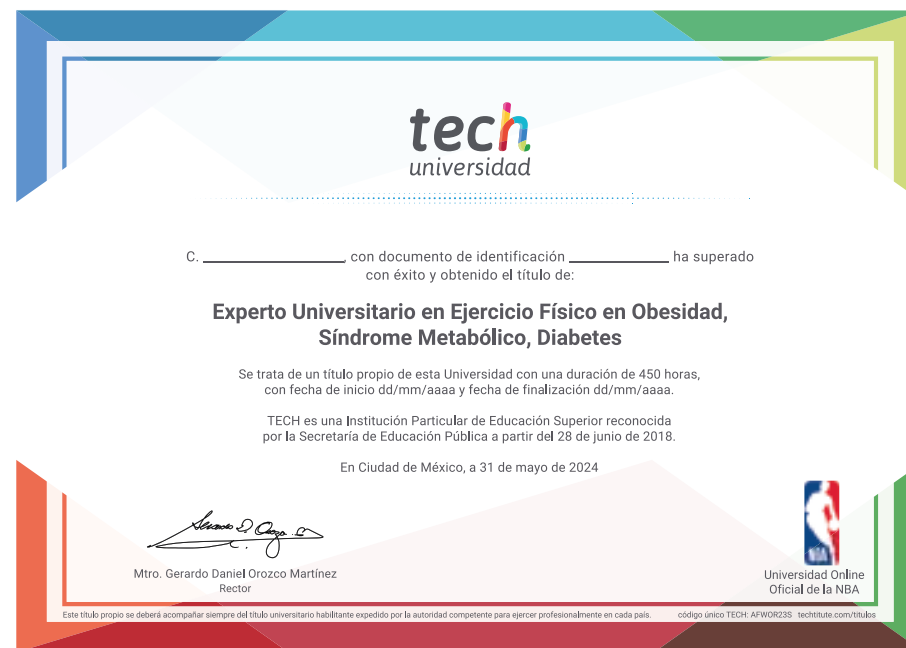 tech
universidad
C. ____________, con documento de identificación ____________ ha superado
con éxito y obtenido el título de:
Experto Universitario en Ejercicio Físico en Obesidad,
Síndrome Metabólico, Diabetes
Se trata de un título propio de esta Universidad con una duración de 450 horas,
con fecha de inicio dd/mm/aaaa y fecha de finalización dd/mm/aaaa.
TECH es una Institución Particular de Educación Superior reconocida
por la Secretaría de Educación Pública a partir del 28 de junio de 2018.
En Ciudad de México, a 31 de mayo de 2024
Mtro. Gerardo Daniel Orozco Martínez
Rector
NBA
Universidad Online
Oficial de la NBA
Este título propio se deberá acompañar siempre del título universitario habilitante expedido por la autoridad competente para ejercer profesionalmente en cada país. código único TECH: AFWOR23S techtitute.com/titulos